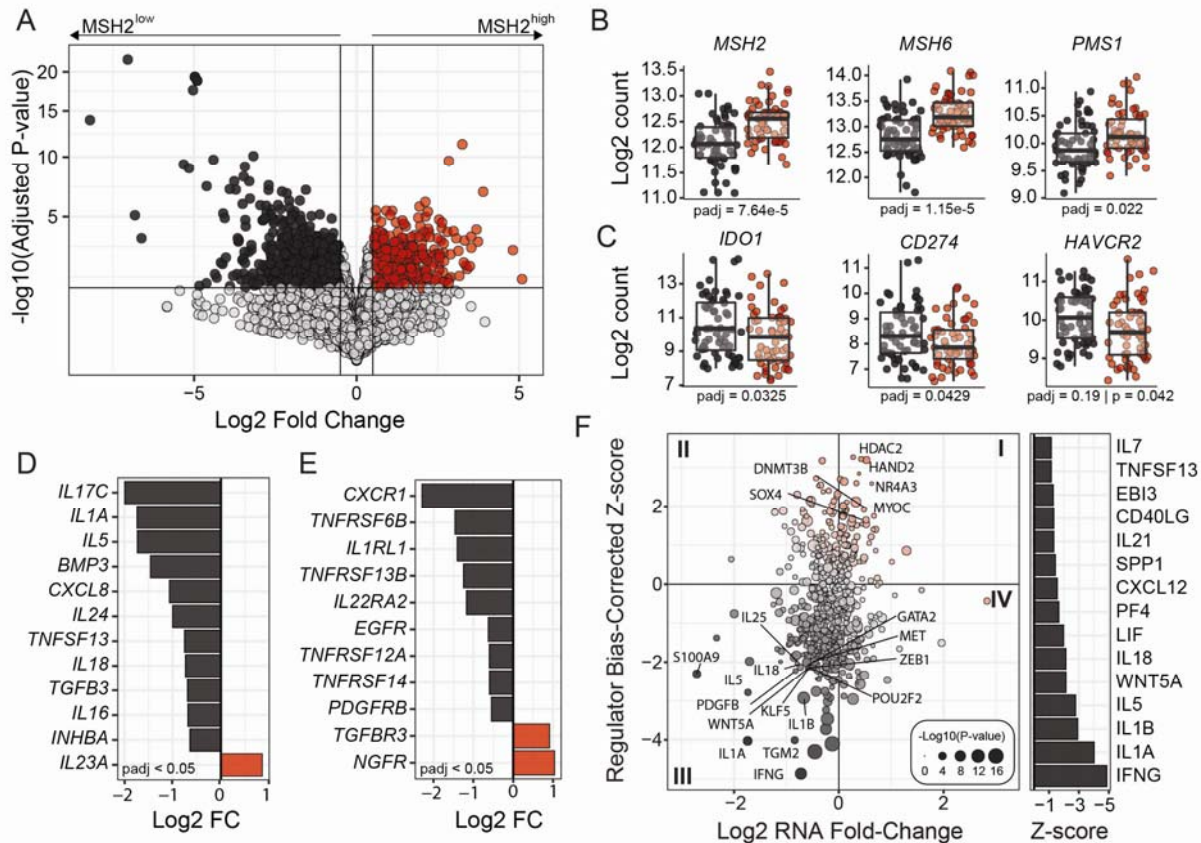 A
MSH2low
MSH2high
-log10(Adjusted P-value)
20
15
10
5
−5
0
5
Log2 Fold Change
B
MSH2
MSH6
PMS1
Log2 count
13.5
13.0
12.5
12.0
11.5
11.0
14.0
13.5
13.0
12.5
12.0
11.0
10.5
10.0
9.5
9.0
padj = 7.64e-5
padj = 1.15e-5
padj = 0.022
C
IDO1
CD274
HAVCR2
Log2 count
13
11
9
7
11
10
9
8
7
11
10
9
padj = 0.0325
padj = 0.0429
padj = 0.19 | p = 0.042
D
IL17C
IL1A
IL5
BMP3
CXCL8
IL24
TNFSF13
IL18
TGFB3
IL16
INHBA
IL23A
padj < 0.05
−2
−1
0
1
Log2 FC
E
CXCR1
TNFRSF6B
IL1RL1
TNFRSF13B
IL22RA2
EGFR
TNFRSF12A
TNFRSF14
PDGFRB
TGFBR3
NGFR
padj < 0.05
−2
−1
0
1
Log2 FC
F
II
I
IV
III
Regulator Bias-Corrected Z-score
2
0
−2
−4
HDAC2
DNMT3B
HAND2
NR4A3
SOX4
MYOC
GATA2
IL25
MET
S100A9
IL18
ZEB1
IL5
POU2F2
PDGFB
KLF5
WNT5A
IL1B
IL1A
TGM2
IFNG
-Log10(P-value)
0 4 8 12 16
−2
0
2
Log2 RNA Fold-Change
IL7
TNFSF13
EBI3
CD40LG
IL21
SPP1
CXCL12
PF4
LIF
IL18
WNT5A
IL5
IL1B
IL1A
IFNG
-1
-3
-5
Z-score